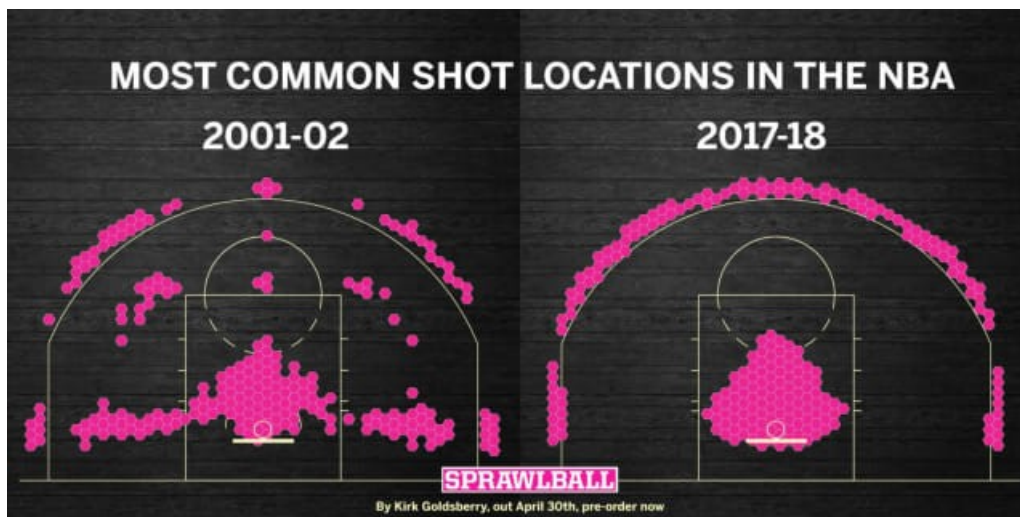 MOST COMMON SHOT LOCATIONS IN THE NBA
2001-02
2017-18
SPRAWLBALL
By Kirk Goldsberry, out April 30th, pre-order now